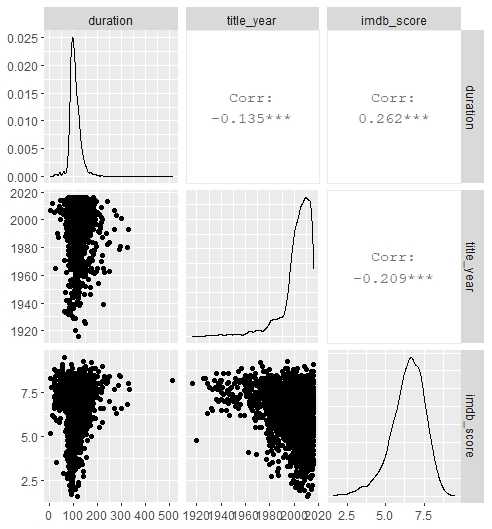 duration
title_year
imdb_score
0.025
0.020
0.015
0.010
0.005
0.000
Corr:
-0.135***
Corr:
0.262***
duration
2020
2000
1980
1960
1940
1920
Corr:
-0.209***
title_year
7.5
5.0
2.5
imdb_score
0 100 200 300 400 500
1920 1940 1960 1980 2000 2020
2.5 5.0 7.5